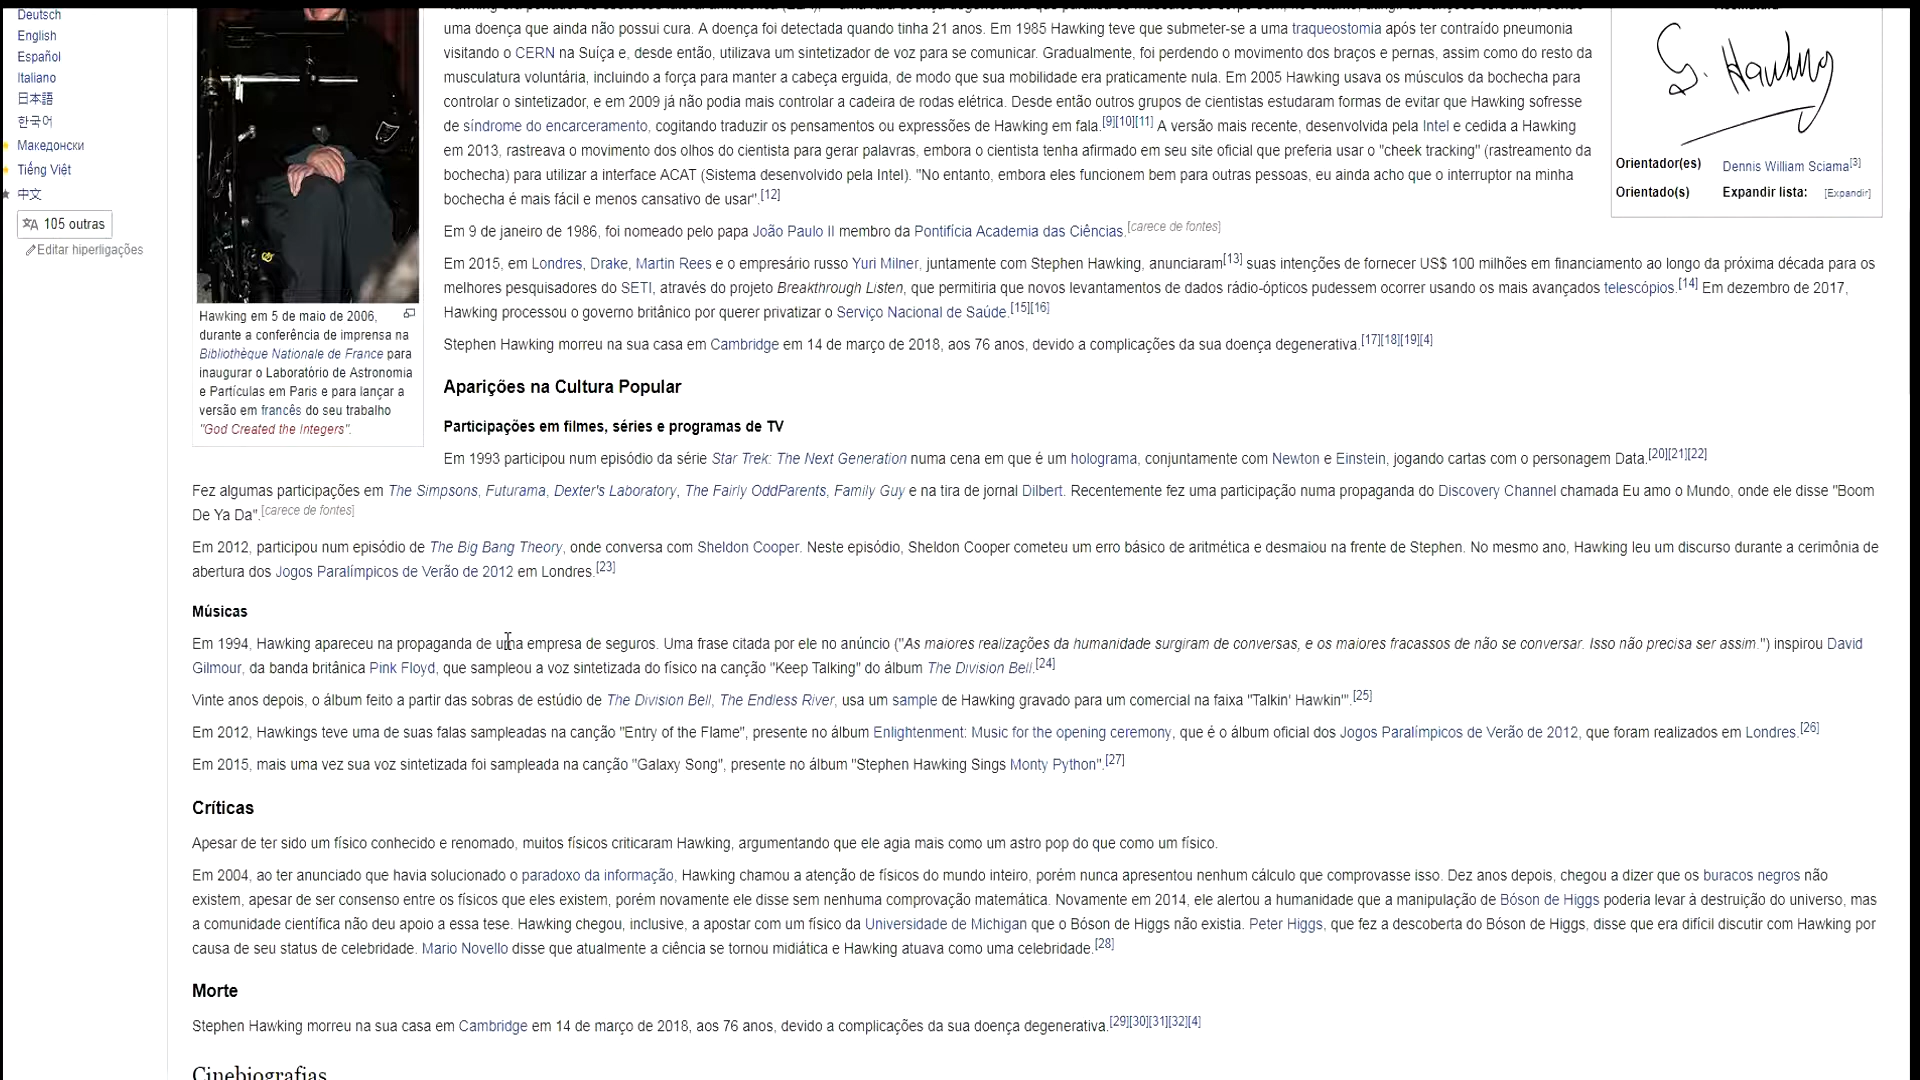 Deutsch
English
Español
Italiano
日本語
한국어
Македонски
Tiếng Việt
中文
105 outras
Editar hiperligações
Hawking em 5 de maio de 2006,
durante a conferência de imprensa na
Bibliothèque Nationale de France para
inaugurar o Laboratório de Astronomia
e Partículas em Paris e para lançar a
versão em francês do seu trabalho
"God Created the Integers".
uma doença que ainda não possui cura. A doença foi detectada quando tinha 21 anos. Em 1985 Hawking teve que submeter-se a uma traqueostomia após ter contraído pneumonia
visitando o CERN na Suíça e, desde então, utilizava um sintetizador de voz para se comunicar. Gradualmente, foi perdendo o movimento dos braços e pernas, assim como do resto da
musculatura voluntária, incluindo a força para manter a cabeça erguida, de modo que sua mobilidade era praticamente nula. Em 2005 Hawking usava os músculos da bochecha para
controlar o sintetizador, e em 2009 já não podia mais controlar a cadeira de rodas elétrica. Desde então outros grupos de cientistas estudaram formas de evitar que Hawking sofresse
de síndrome do encarceramento, cogitando traduzir os pensamentos ou expressões de Hawking em fala.[9][10][11] A versão mais recente, desenvolvida pela Intel e cedida a Hawking
em 2013, rastreava o movimento dos olhos do cientista para gerar palavras, embora o cientista tenha afirmado em seu site oficial que preferia usar o "cheek tracking" (rastreamento da
bochecha) para utilizar a interface ACAT (Sistema desenvolvido pela Intel). "No entanto, embora eles funcionem bem para outras pessoas, eu ainda acho que o interruptor na minha
bochecha é mais fácil e menos cansativo de usar".[12]
Em 9 de janeiro de 1986, foi nomeado pelo papa João Paulo II membro da Pontifícia Academia das Ciências.[carece de fontes]
Em 2015, em Londres, Drake, Martin Rees e o empresário russo Yuri Milner, juntamente com Stephen Hawking, anunciaram[13] suas intenções de fornecer US$ 100 milhões em financiamento ao longo da próxima década para os
melhores pesquisadores do SETI, através do projeto Breakthrough Listen, que permitiria que novos levantamentos de dados rádio-ópticos pudessem ocorrer usando os mais avançados telescópios.[14] Em dezembro de 2017,
Hawking processou o governo britânico por querer privatizar o Serviço Nacional de Saúde.[15][16]
Stephen Hawking morreu na sua casa em Cambridge em 14 de março de 2018, aos 76 anos, devido a complicações da sua doença degenerativa.[17][18][19][4]
S. Hawking
Orientador(es) Dennis William Sciama[3]
Orientado(s) Expandir lista: [Expandir]
Aparições na Cultura Popular
Participações em filmes, séries e programas de TV
Em 1993 participou num episódio da série Star Trek: The Next Generation numa cena em que é um holograma, conjuntamente com Newton e Einstein, jogando cartas com o personagem Data.[20][21][22]
Fez algumas participações em The Simpsons, Futurama, Dexter's Laboratory, The Fairly OddParents, Family Guy e na tira de jornal Dilbert. Recentemente fez uma participação numa propaganda do Discovery Channel chamada Eu amo o Mundo, onde ele disse "Boom
De Ya Da".[carece de fontes]
Em 2012, participou num episódio de The Big Bang Theory, onde conversa com Sheldon Cooper. Neste episódio, Sheldon Cooper cometeu um erro básico de aritmética e desmaiou na frente de Stephen. No mesmo ano, Hawking leu um discurso durante a cerimônia de
abertura dos Jogos Paralímpicos de Verão de 2012 em Londres.[23]
Músicas
Em 1994, Hawking apareceu na propaganda de uma empresa de seguros. Uma frase citada por ele no anúncio ("As maiores realizações da humanidade surgiram de conversas, e os maiores fracassos de não se conversar. Isso não precisa ser assim.") inspirou David
Gilmour, da banda britânica Pink Floyd, que sampleou a voz sintetizada do físico na canção "Keep Talking" do álbum The Division Bell.[24]
Vinte anos depois, o álbum feito a partir das sobras de estúdio de The Division Bell, The Endless River, usa um sample de Hawking gravado para um comercial na faixa "Talkin' Hawkin'".[25]
Em 2012, Hawkings teve uma de suas falas sampleadas na canção "Entry of the Flame", presente no álbum Enlightenment: Music for the opening ceremony, que é o álbum oficial dos Jogos Paralímpicos de Verão de 2012, que foram realizados em Londres.[26]
Em 2015, mais uma vez sua voz sintetizada foi sampleada na canção "Galaxy Song", presente no álbum "Stephen Hawking Sings Monty Python".[27]
Críticas
Apesar de ter sido um físico conhecido e renomado, muitos físicos criticaram Hawking, argumentando que ele agia mais como um astro pop do que como um físico.
Em 2004, ao ter anunciado que havia solucionado o paradoxo da informação, Hawking chamou a atenção de físicos do mundo inteiro, porém nunca apresentou nenhum cálculo que comprovasse isso. Dez anos depois, chegou a dizer que os buracos negros não
existem, apesar de ser consenso entre os físicos que eles existem, porém novamente ele disse sem nenhuma comprovação matemática. Novamente em 2014, ele alertou a humanidade que a manipulação de Bóson de Higgs poderia levar à destruição do universo, mas
a comunidade científica não deu apoio a essa tese. Hawking chegou, inclusive, a apostar com um físico da Universidade de Michigan que o Bóson de Higgs não existia. Peter Higgs, que fez a descoberta do Bóson de Higgs, disse que era difícil discutir com Hawking por
causa de seu status de celebridade. Mario Novello disse que atualmente a ciência se tornou midiática e Hawking atuava como uma celebridade.[28]
Morte
Stephen Hawking morreu na sua casa em Cambridge em 14 de março de 2018, aos 76 anos, devido a complicações da sua doença degenerativa.[29][30][31][32][4]
Cinebiografias